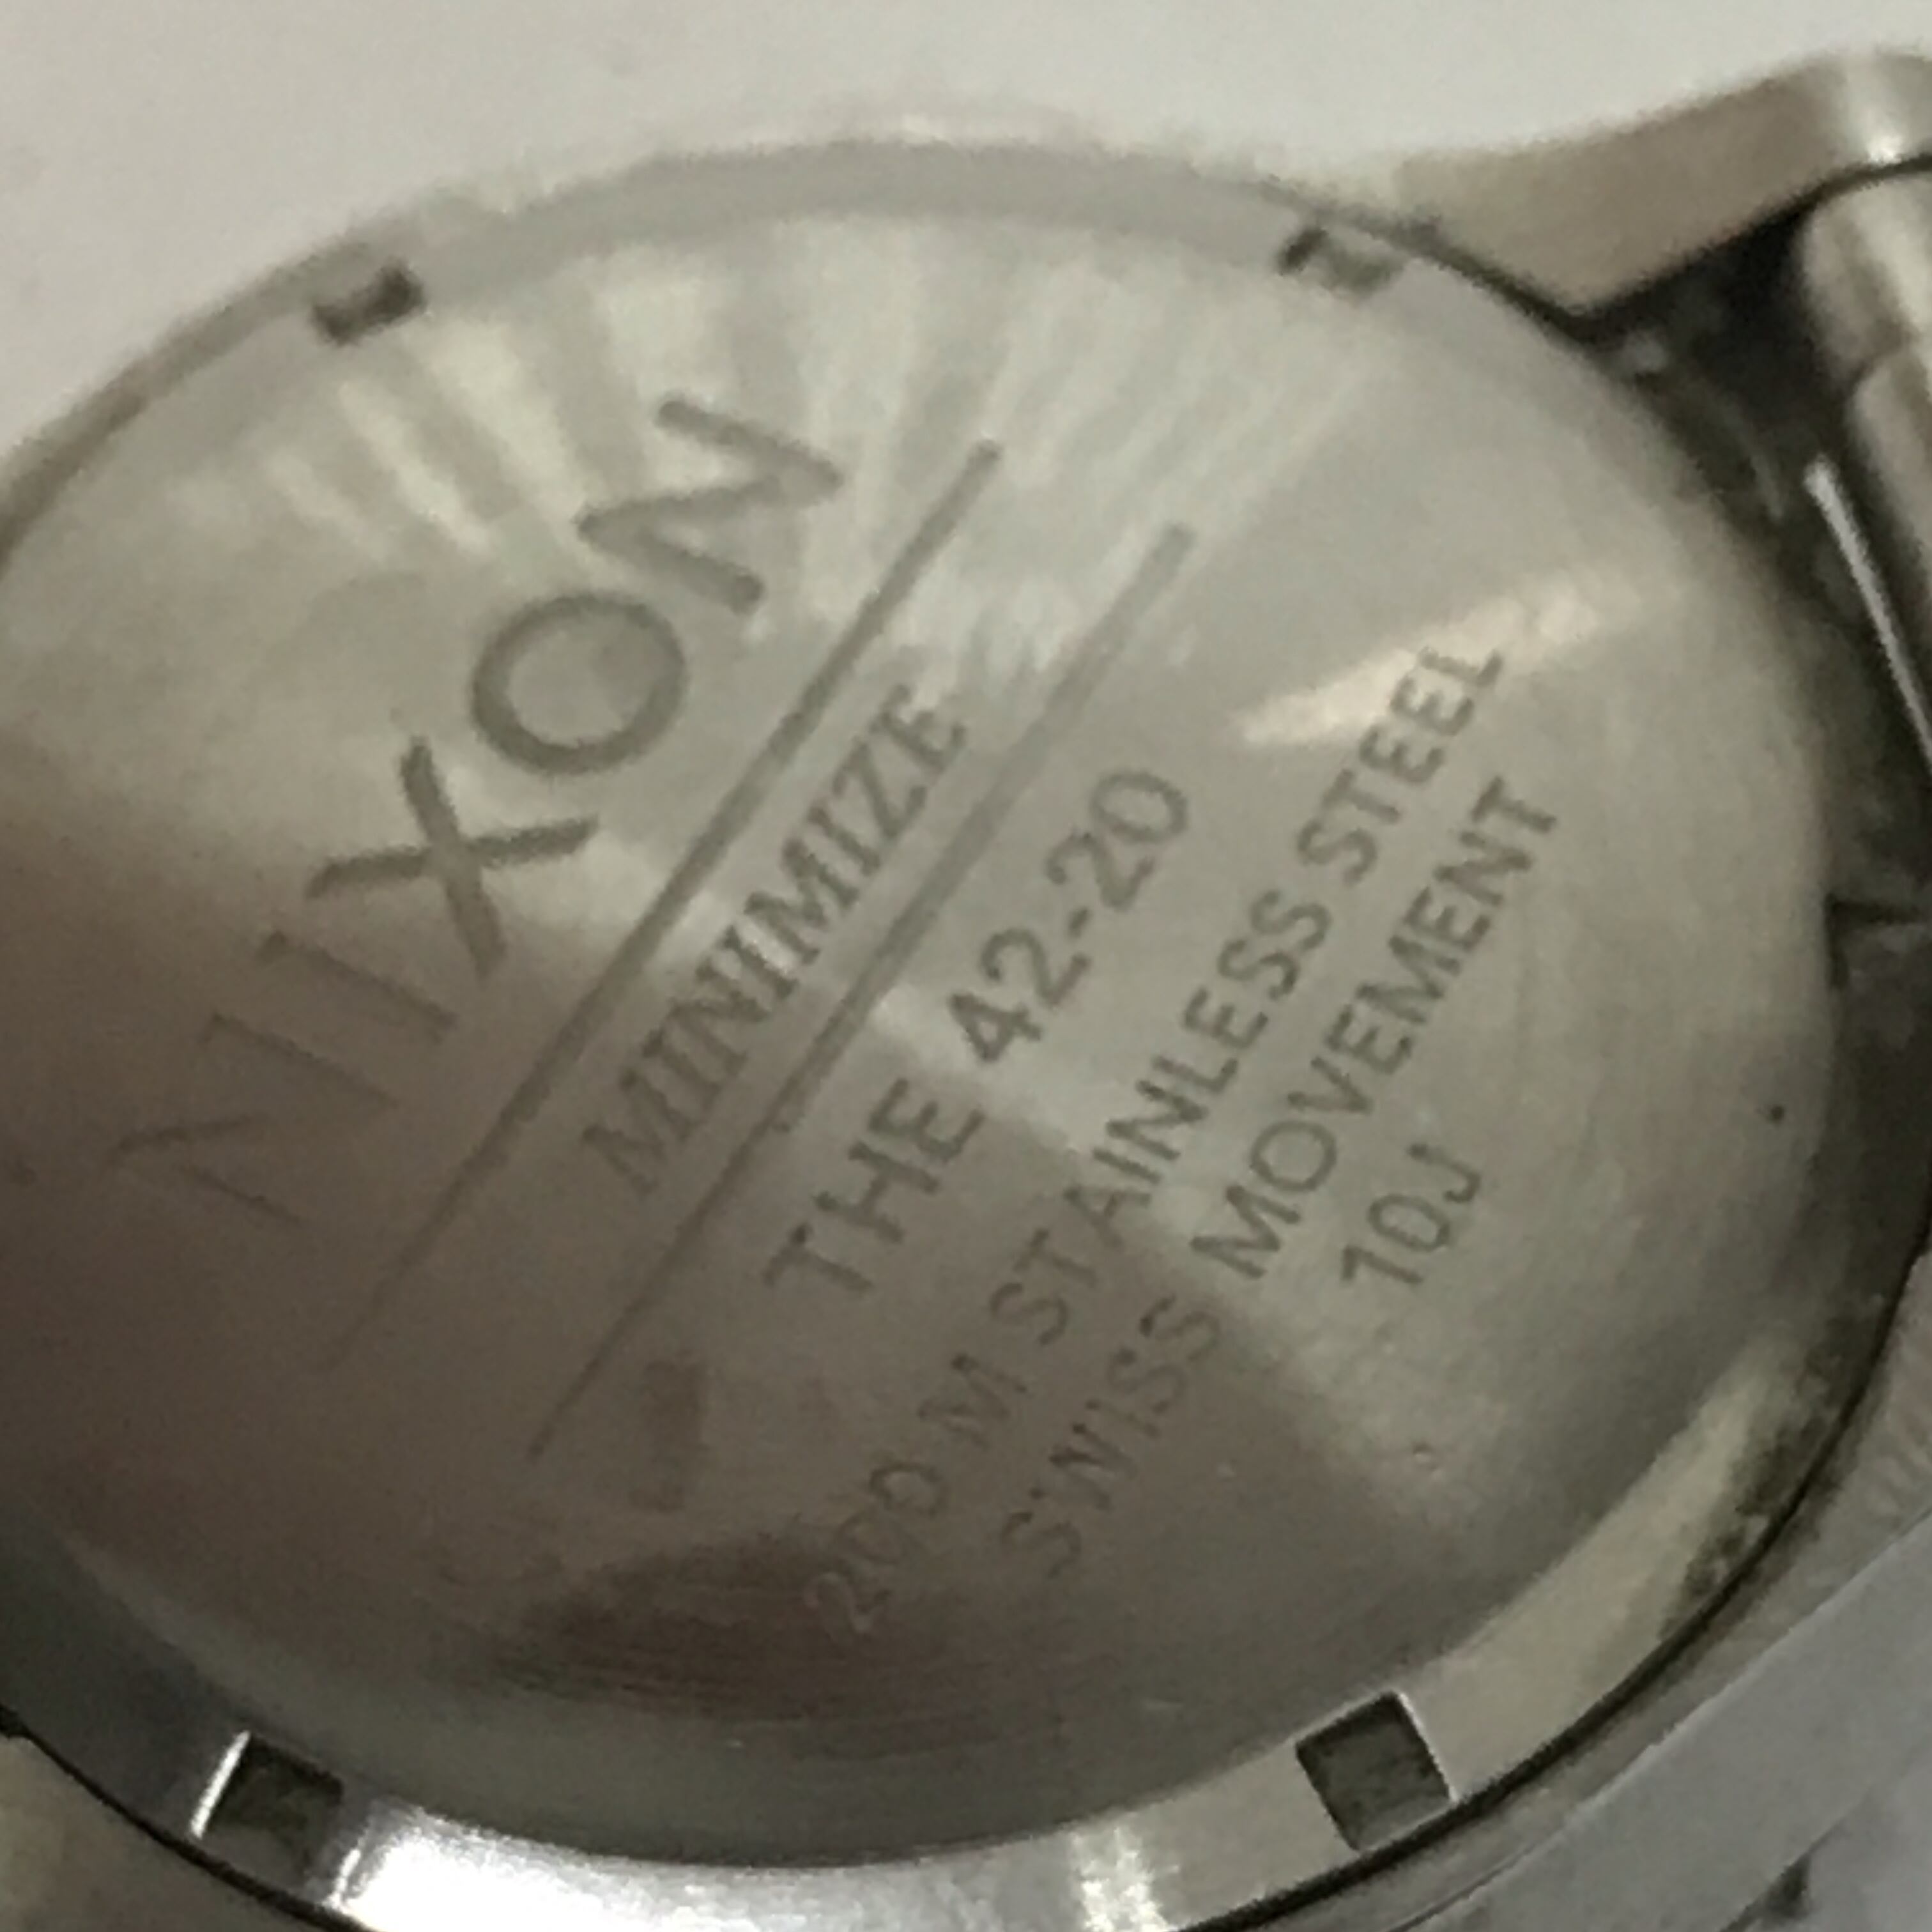 NIXON
MINIMIZE
THE 42-20
200 M STAINLESS STEEL
SWISS MOVEMENT
10J